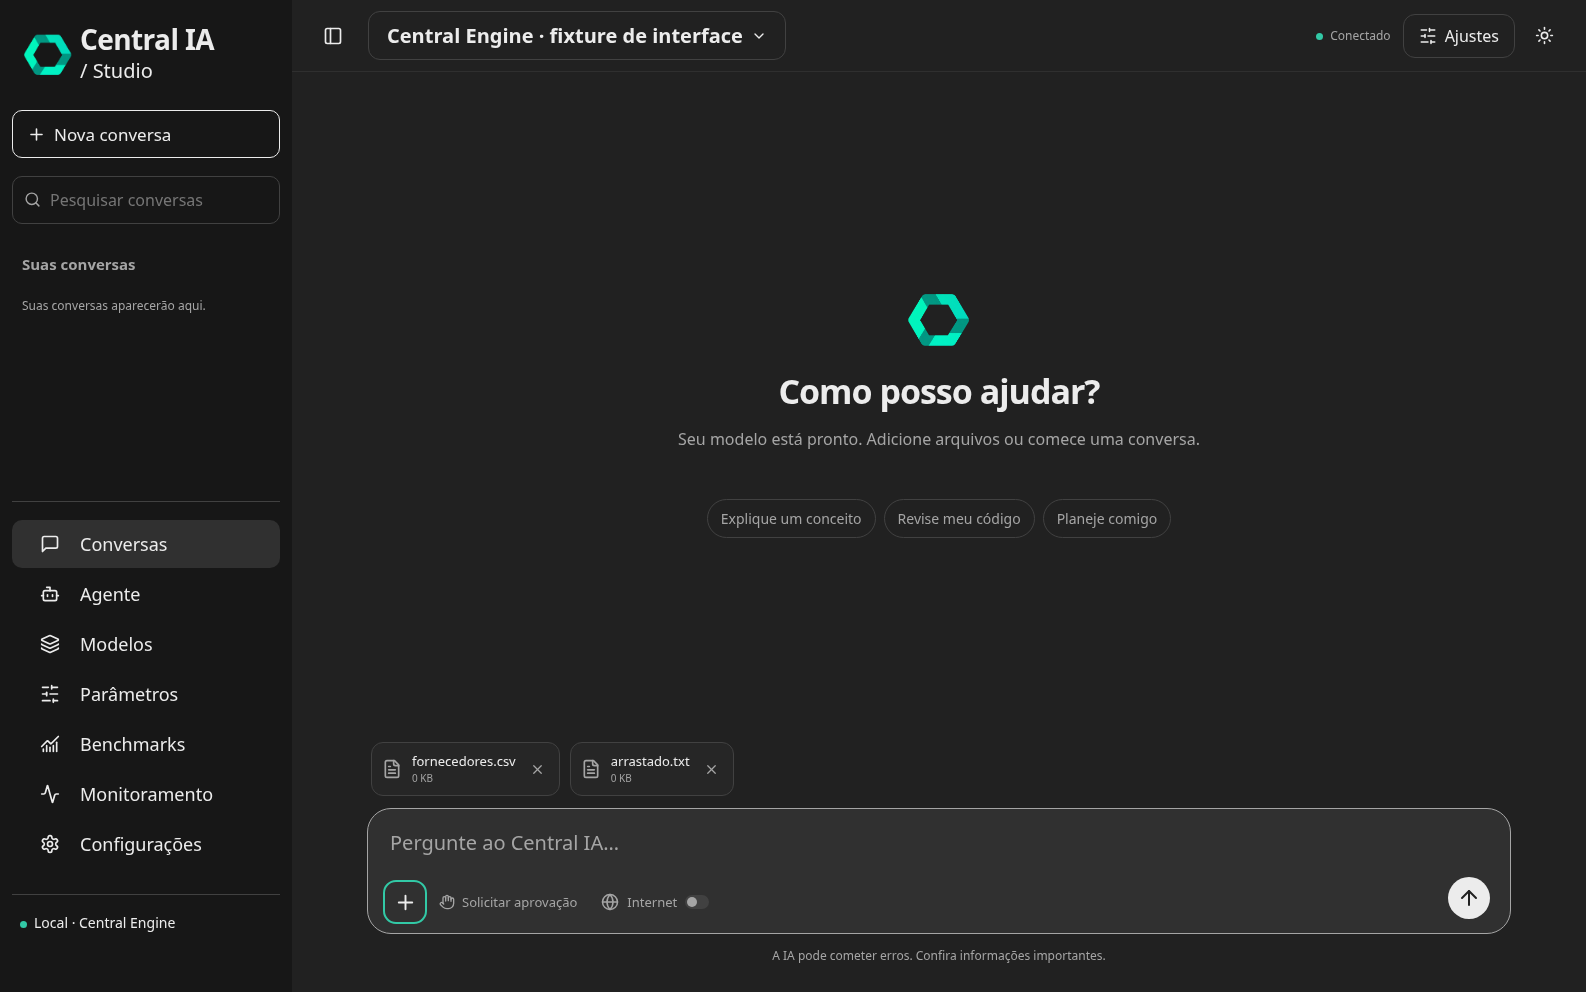 Central IA
/ Studio
Nova conversa
Pesquisar conversas
Suas conversas
Suas conversas aparecerão aqui.
Conversas
Agente
Modelos
Parâmetros
Benchmarks
Monitoramento
Configurações
Local · Central Engine
Central Engine · fixture de interface
Conectado
Ajustes
Como posso ajudar?
Seu modelo está pronto. Adicione arquivos ou comece uma conversa.
Explique um conceito
Revise meu código
Planeje comigo
fornecedores.csv
0 KB
arrastado.txt
0 KB
Pergunte ao Central IA...
Solicitar aprovação
Internet
A IA pode cometer erros. Confira informações importantes.